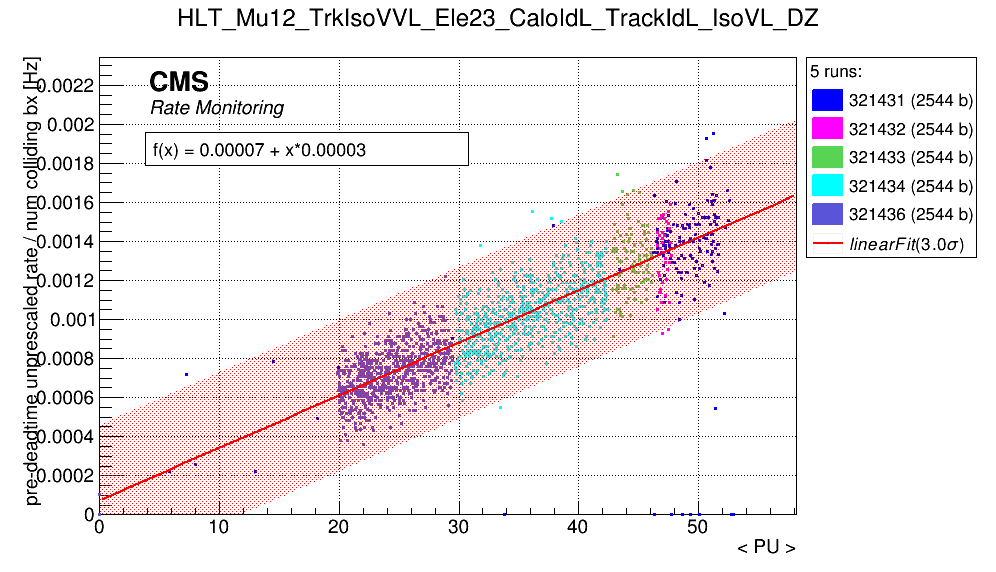 HLT_Mu12_TrkIsoVVL_Ele23_CaloIdL_TrackIdL_IsoVL_DZ
pre-deadtime unprescaled rate / num colliding bx [Hz]
0.0022
0.002
0.0018
0.0016
0.0014
0.0012
0.001
0.0008
0.0006
0.0004
0.0002
0
CMS
Rate Monitoring
f(x) = 0.00007 + x*0.00003
0 10 20 30 40 50
< PU >
5 runs:
321431 (2544 b)
321432 (2544 b)
321433 (2544 b)
321434 (2544 b)
321436 (2544 b)
linearFit(3.0σ)